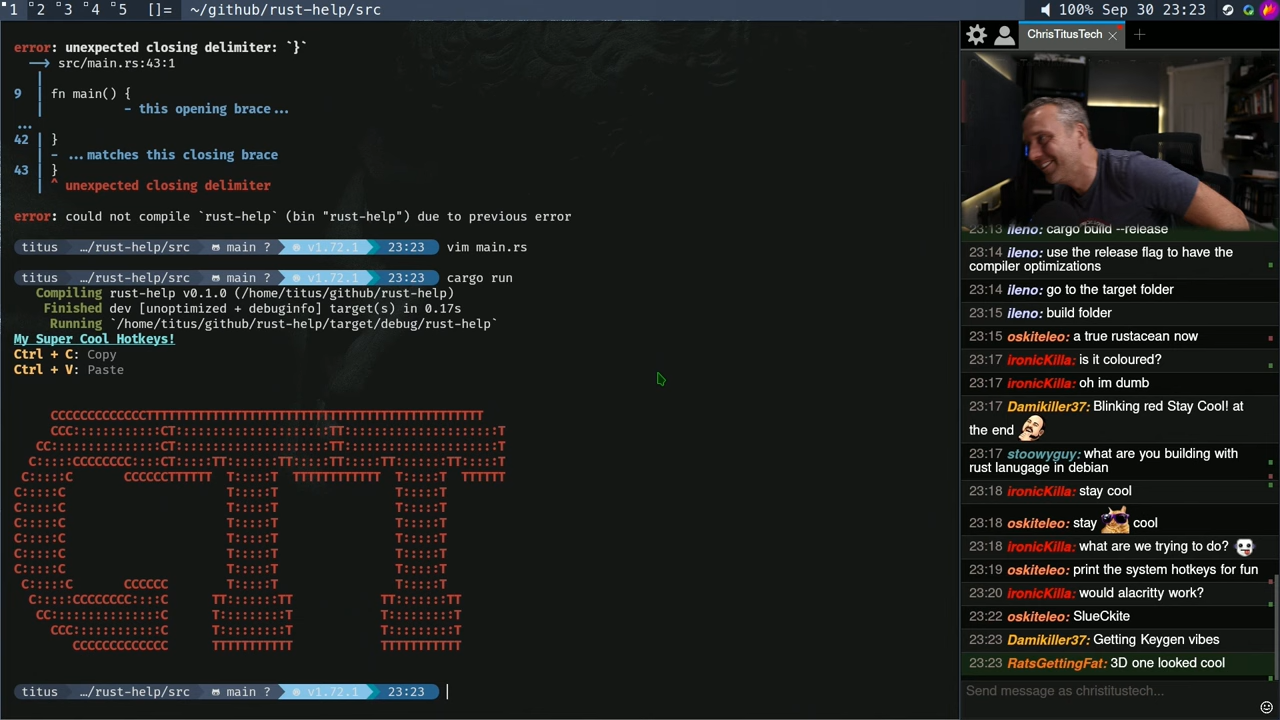 1 2 3 4 5 []= ~/github/rust-help/src 100% Sep 30 23:23
error: unexpected closing delimiter: `}`
--> src/main.rs:43:1
|
9 | fn main() {
| - this opening brace...
...
42 | }
| - ...matches this closing brace
43 | }
| ^ unexpected closing delimiter
error: could not compile `rust-help` (bin "rust-help") due to previous error
titus …/rust-help/src main ? v1.72.1 23:23 vim main.rs
titus …/rust-help/src main ? v1.72.1 23:23 cargo run
Compiling rust-help v0.1.0 (/home/titus/github/rust-help)
Finished dev [unoptimized + debuginfo] target(s) in 0.17s
Running `/home/titus/github/rust-help/target/debug/rust-help`
My Super Cool Hotkeys!
Ctrl + C: Copy
Ctrl + V: Paste
CTT
titus …/rust-help/src main ? v1.72.1 23:23
ChrisTitusTech
23:13 ileno: cargo build --release
23:14 ileno: use the release flag to have the
compiler optimizations
23:14 ileno: go to the target folder
23:15 ileno: build folder
23:15 oskiteleo: a true rustacean now
23:17 ironicKilla: is it coloured?
23:17 ironicKilla: oh im dumb
23:17 Damikiller37: Blinking red Stay Cool! at
the end
23:17 stoowyguy: what are you building with
rust lanugage in debian
23:18 ironicKilla: stay cool
23:18 oskiteleo: stay cool
23:18 ironicKilla: what are we trying to do?
23:19 oskiteleo: print the system hotkeys for fun
23:20 ironicKilla: would alacritty work?
23:22 oskiteleo: SlueCkite
23:23 Damikiller37: Getting Keygen vibes
23:23 RatsGettingFat: 3D one looked cool
Send message as christitustech...